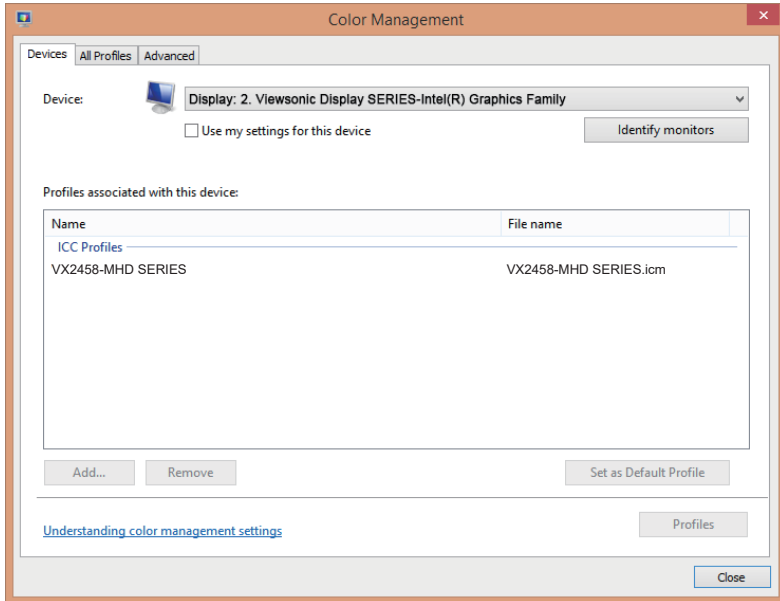 Color Management
Devices All Profiles Advanced
Device: Display: 2. Viewsonic Display SERIES-Intel(R) Graphics Family
Use my settings for this device Identify monitors
Profiles associated with this device:
Name File name
ICC Profiles
VX2458-MHD SERIES VX2458-MHD SERIES.icm
Add... Remove Set as Default Profile
Understanding color management settings Profiles
Close